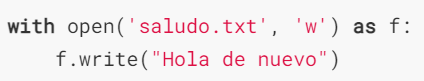 with open('saludo.txt', 'w') as f:
    f.write("Hola de nuevo")